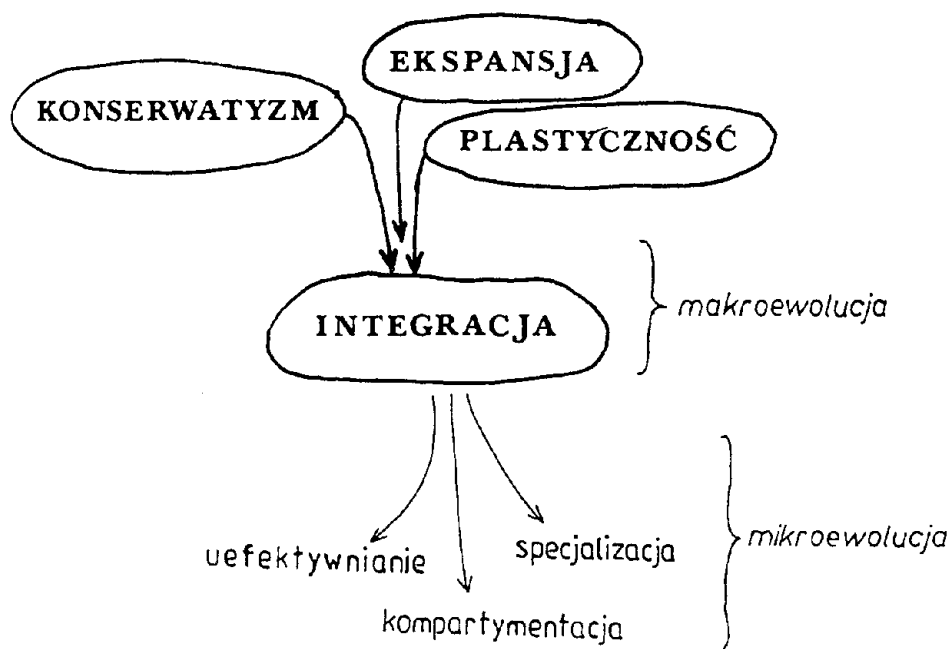 EKSPANSJA
KONSERWATYZM
PLASTYCZNOŚĆ
INTEGRACJA
makroewolucja
uefektywnianie
specjalizacja
kompartymentacja
mikroewolucja